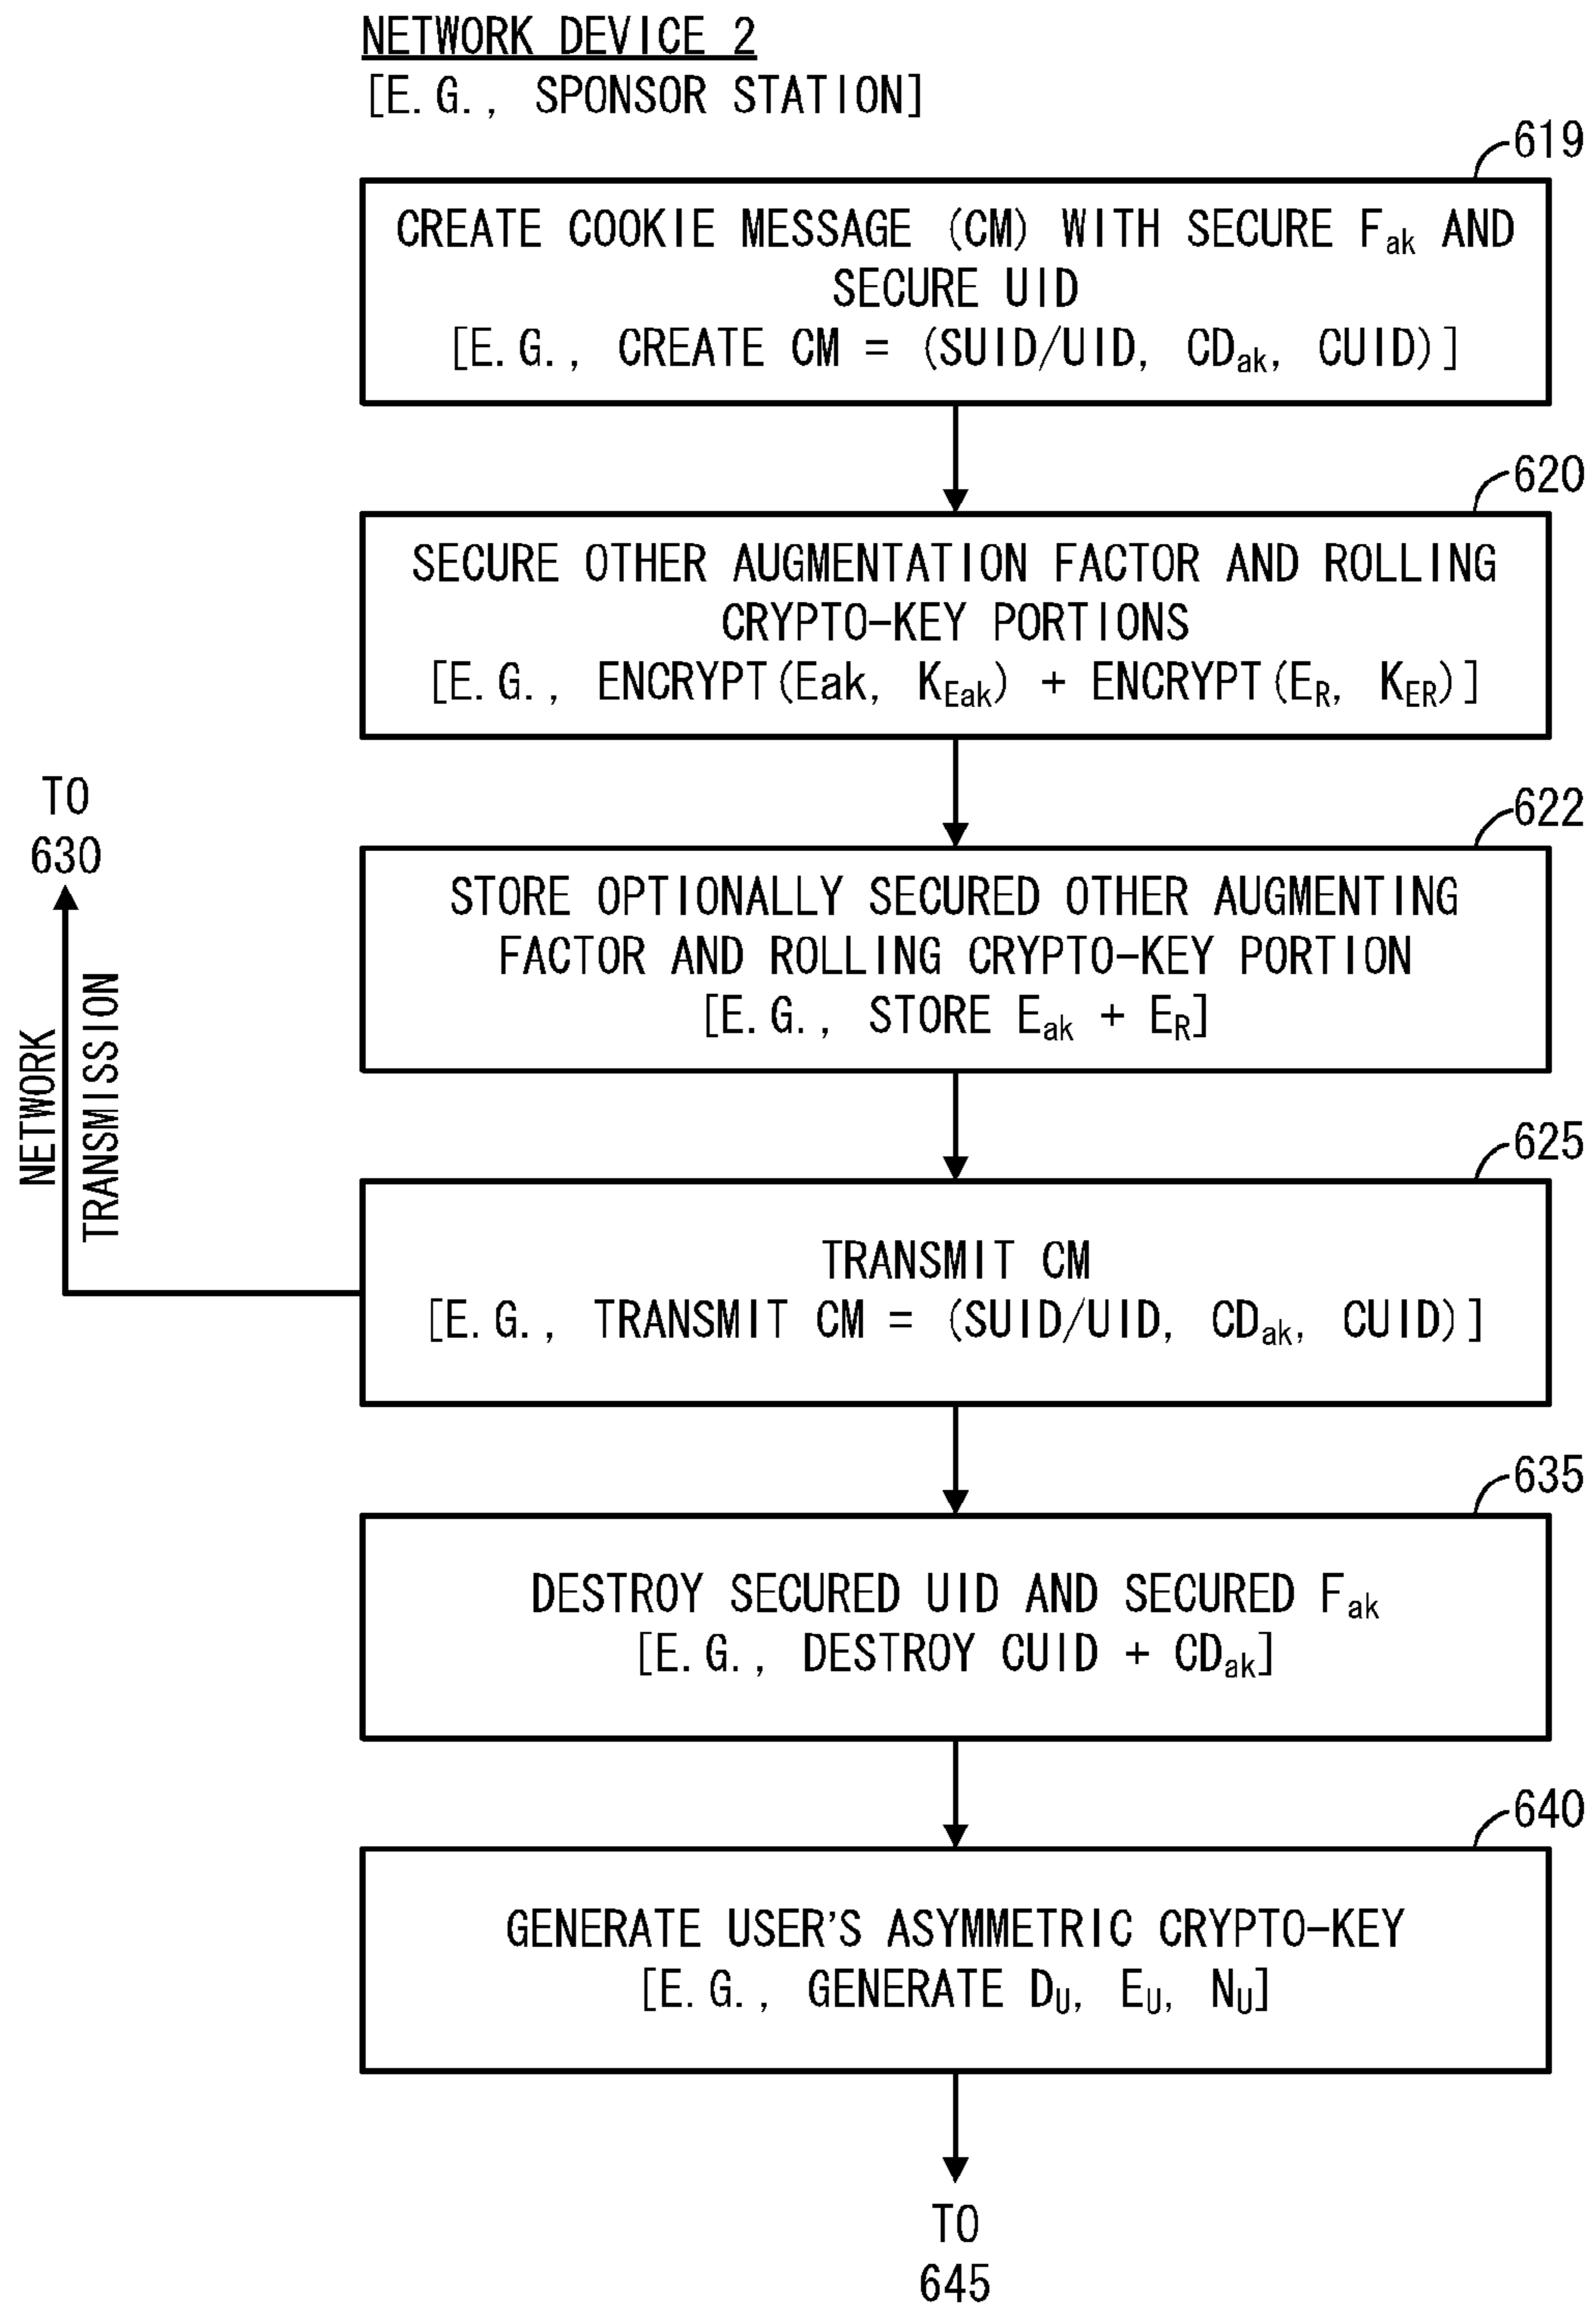 NETWORK DEVICE 2
[E.G., SPONSOR STATION]
619
CREATE COOKIE MESSAGE (CM) WITH SECURE Fak AND
SECURE UID
[E.G., CREATE CM = (SUID/UID, CDak, CUID)]
620
SECURE OTHER AUGMENTATION FACTOR AND ROLLING
CRYPTO-KEY PORTIONS
[E.G., ENCRYPT(Eak, KEak) + ENCRYPT(ER, KER)]
TO
630
NETWORK
TRANSMISSION
622
STORE OPTIONALLY SECURED OTHER AUGMENTING
FACTOR AND ROLLING CRYPTO-KEY PORTION
[E.G., STORE Eak + ER]
625
TRANSMIT CM
[E.G., TRANSMIT CM = (SUID/UID, CDak, CUID)]
635
DESTROY SECURED UID AND SECURED Fak
[E.G., DESTROY CUID + CDak]
640
GENERATE USER'S ASYMMETRIC CRYPTO-KEY
[E.G., GENERATE DU, EU, NU]
TO
645